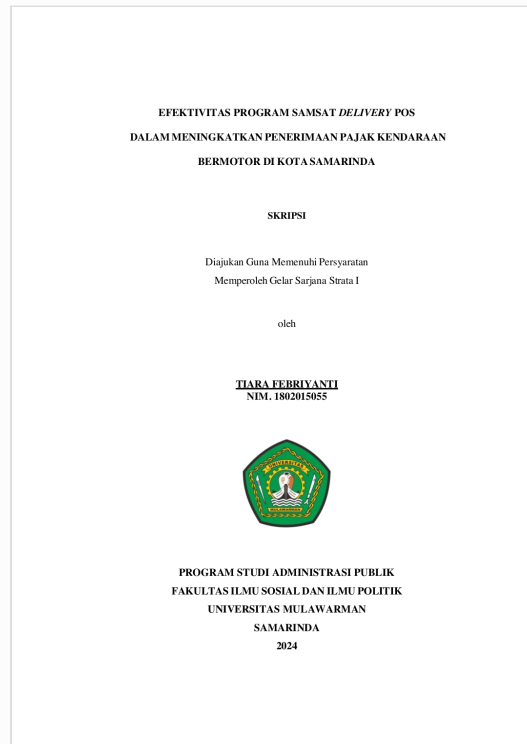 EFEKTIVITAS PROGRAM SAMSAT DELIVERY POS
DALAM MENINGKATKAN PENERIMAAN PAJAK KENDARAAN
BERMOTOR DI KOTA SAMARINDA
SKRIPSI
Diajukan Guna Memenuhi Persyaratan
Memperoleh Gelar Sarjana Strata I
oleh
TIARA FEBRIYANTI
NIM. 1802015055
UNIVERSITAS
MULAWARMAN
PROGRAM STUDI ADMINISTRASI PUBLIK
FAKULTAS ILMU SOSIAL DAN ILMU POLITIK
UNIVERSITAS MULAWARMAN
SAMARINDA
2024